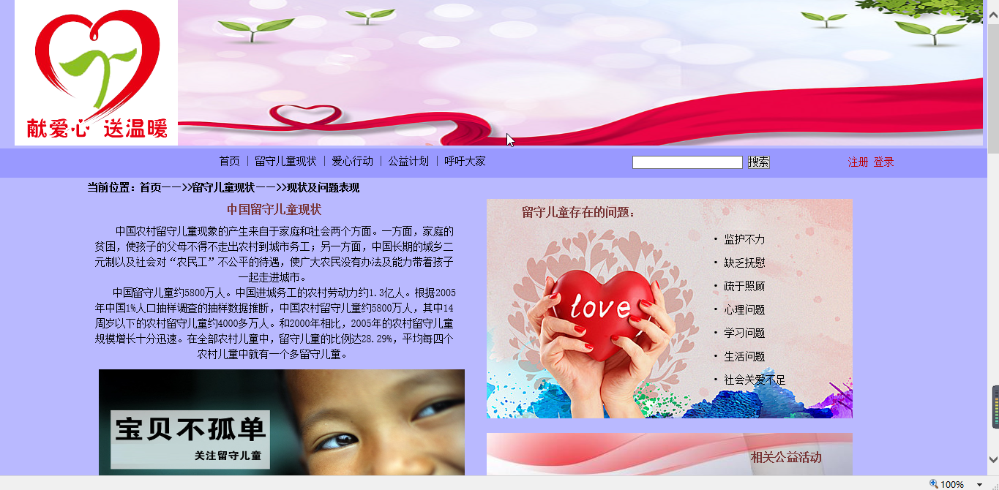 献爱心 送温暖
首页 | 留守儿童现状 | 爱心行动 | 公益计划 | 呼吁大家
搜索
注册 登录
当前位置：首页——>>留守儿童现状——>>现状及问题表现
中国留守儿童现状
中国农村留守儿童现象的产生来自于家庭和社会两个方面。一方面，家庭的
贫困，使孩子的父母不得不走出农村到城市务工；另一方面，中国长期的城乡二
元制以及社会对“农民工”不公平的待遇，使广大农民没有办法及能力带着孩子
一起走进城市。
中国留守儿童约5800万人。中国进城务工的农村劳动力约1.3亿人。根据2005
年中国1%人口抽样调查的抽样数据推断，中国农村留守儿童约5800万人，其中14
周岁以下的农村留守儿童约4000多万人。和2000年相比，2005年的农村留守儿童
规模增长十分迅速。在全部农村儿童中，留守儿童的比例达28.29%，平均每四个
农村儿童中就有一个多留守儿童。
宝贝不孤单
关注留守儿童
留守儿童存在的问题：
love
• 监护不力
• 缺乏抚慰
• 疏于照顾
• 心理问题
• 学习问题
• 生活问题
• 社会关爱不足
相关公益活动
100%